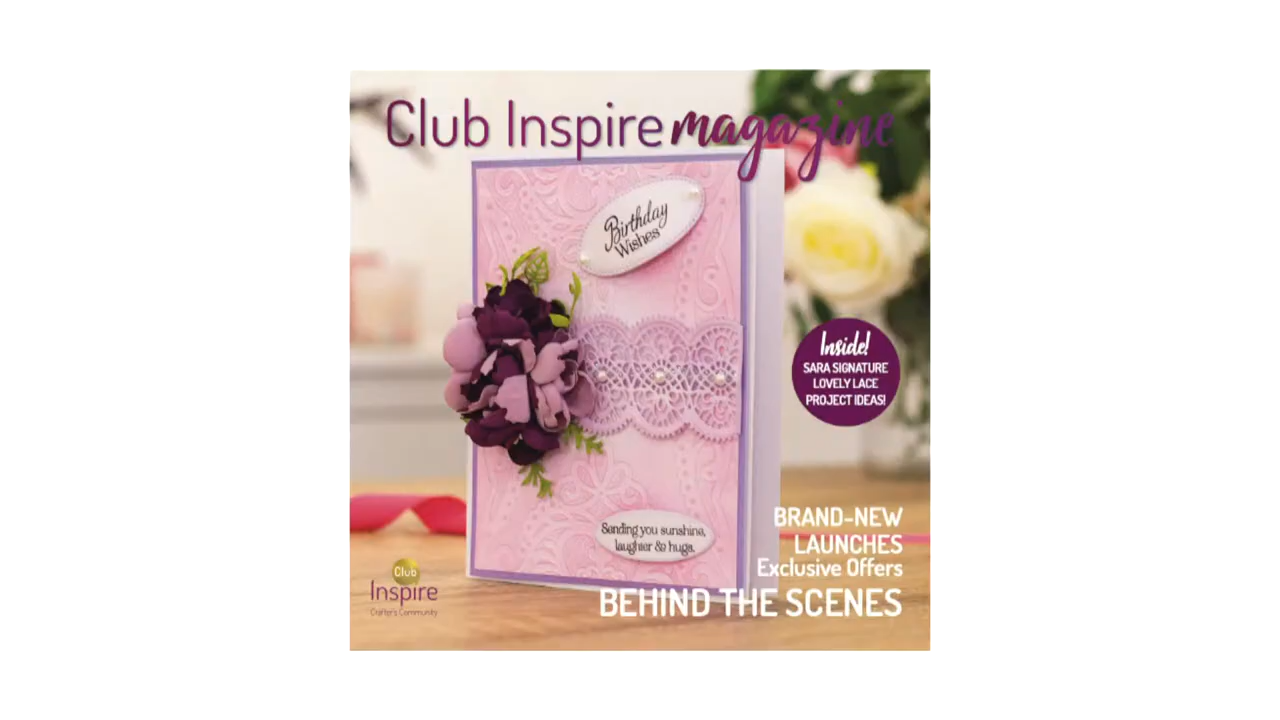 Club Inspire magazine
Birthday
Wishes
Inside!
SARA SIGNATURE
LOVELY LACE
PROJECT IDEAS!
BRAND-NEW
LAUNCHES
Exclusive Offers
BEHIND THE SCENES
Sending you sunshine,
laughter & hugs.
Club
Inspire
Crafter's Community